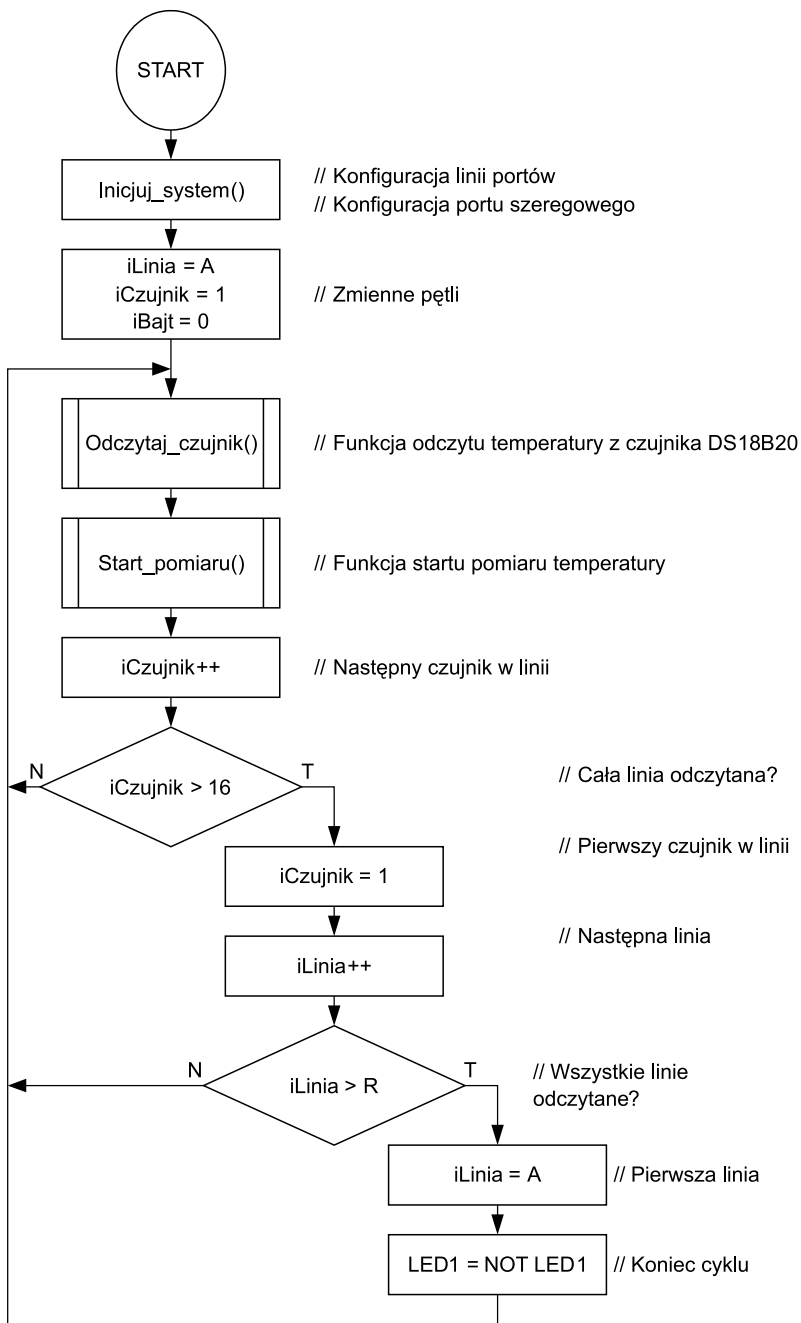 START
Inicjuj_system()
// Konfiguracja linii portów
// Konfiguracja portu szeregowego
iLinia = A
iCzujnik = 1
iBajt = 0
// Zmienne pętli
Odczytaj_czujnik()
// Funkcja odczytu temperatury z czujnika DS18B20
Start_pomiaru()
// Funkcja startu pomiaru temperatury
iCzujnik++
// Następny czujnik w linii
N
iCzujnik > 16
T
// Cała linia odczytana?
iCzujnik = 1
// Pierwszy czujnik w linii
iLinia++
// Następna linia
N
iLinia > R
T
// Wszystkie linie
odczytane?
iLinia = A
// Pierwsza linia
LED1 = NOT LED1
// Koniec cyklu